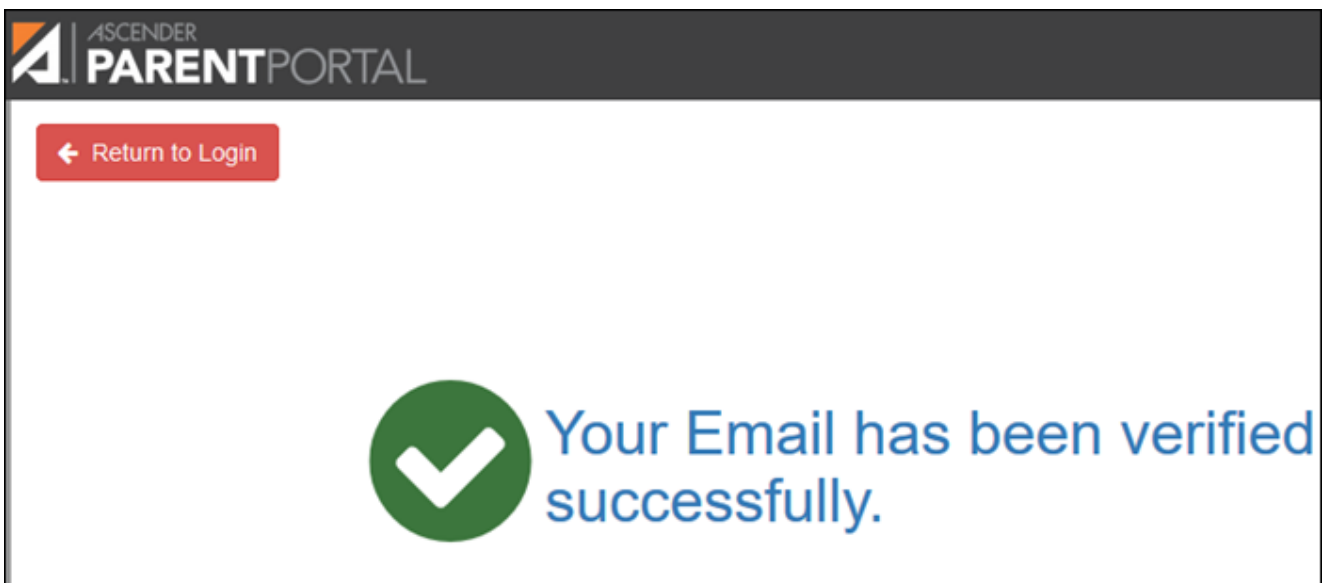 ASCENDER
PARENTPORTAL
Return to Login
Your Email has been verified
successfully.